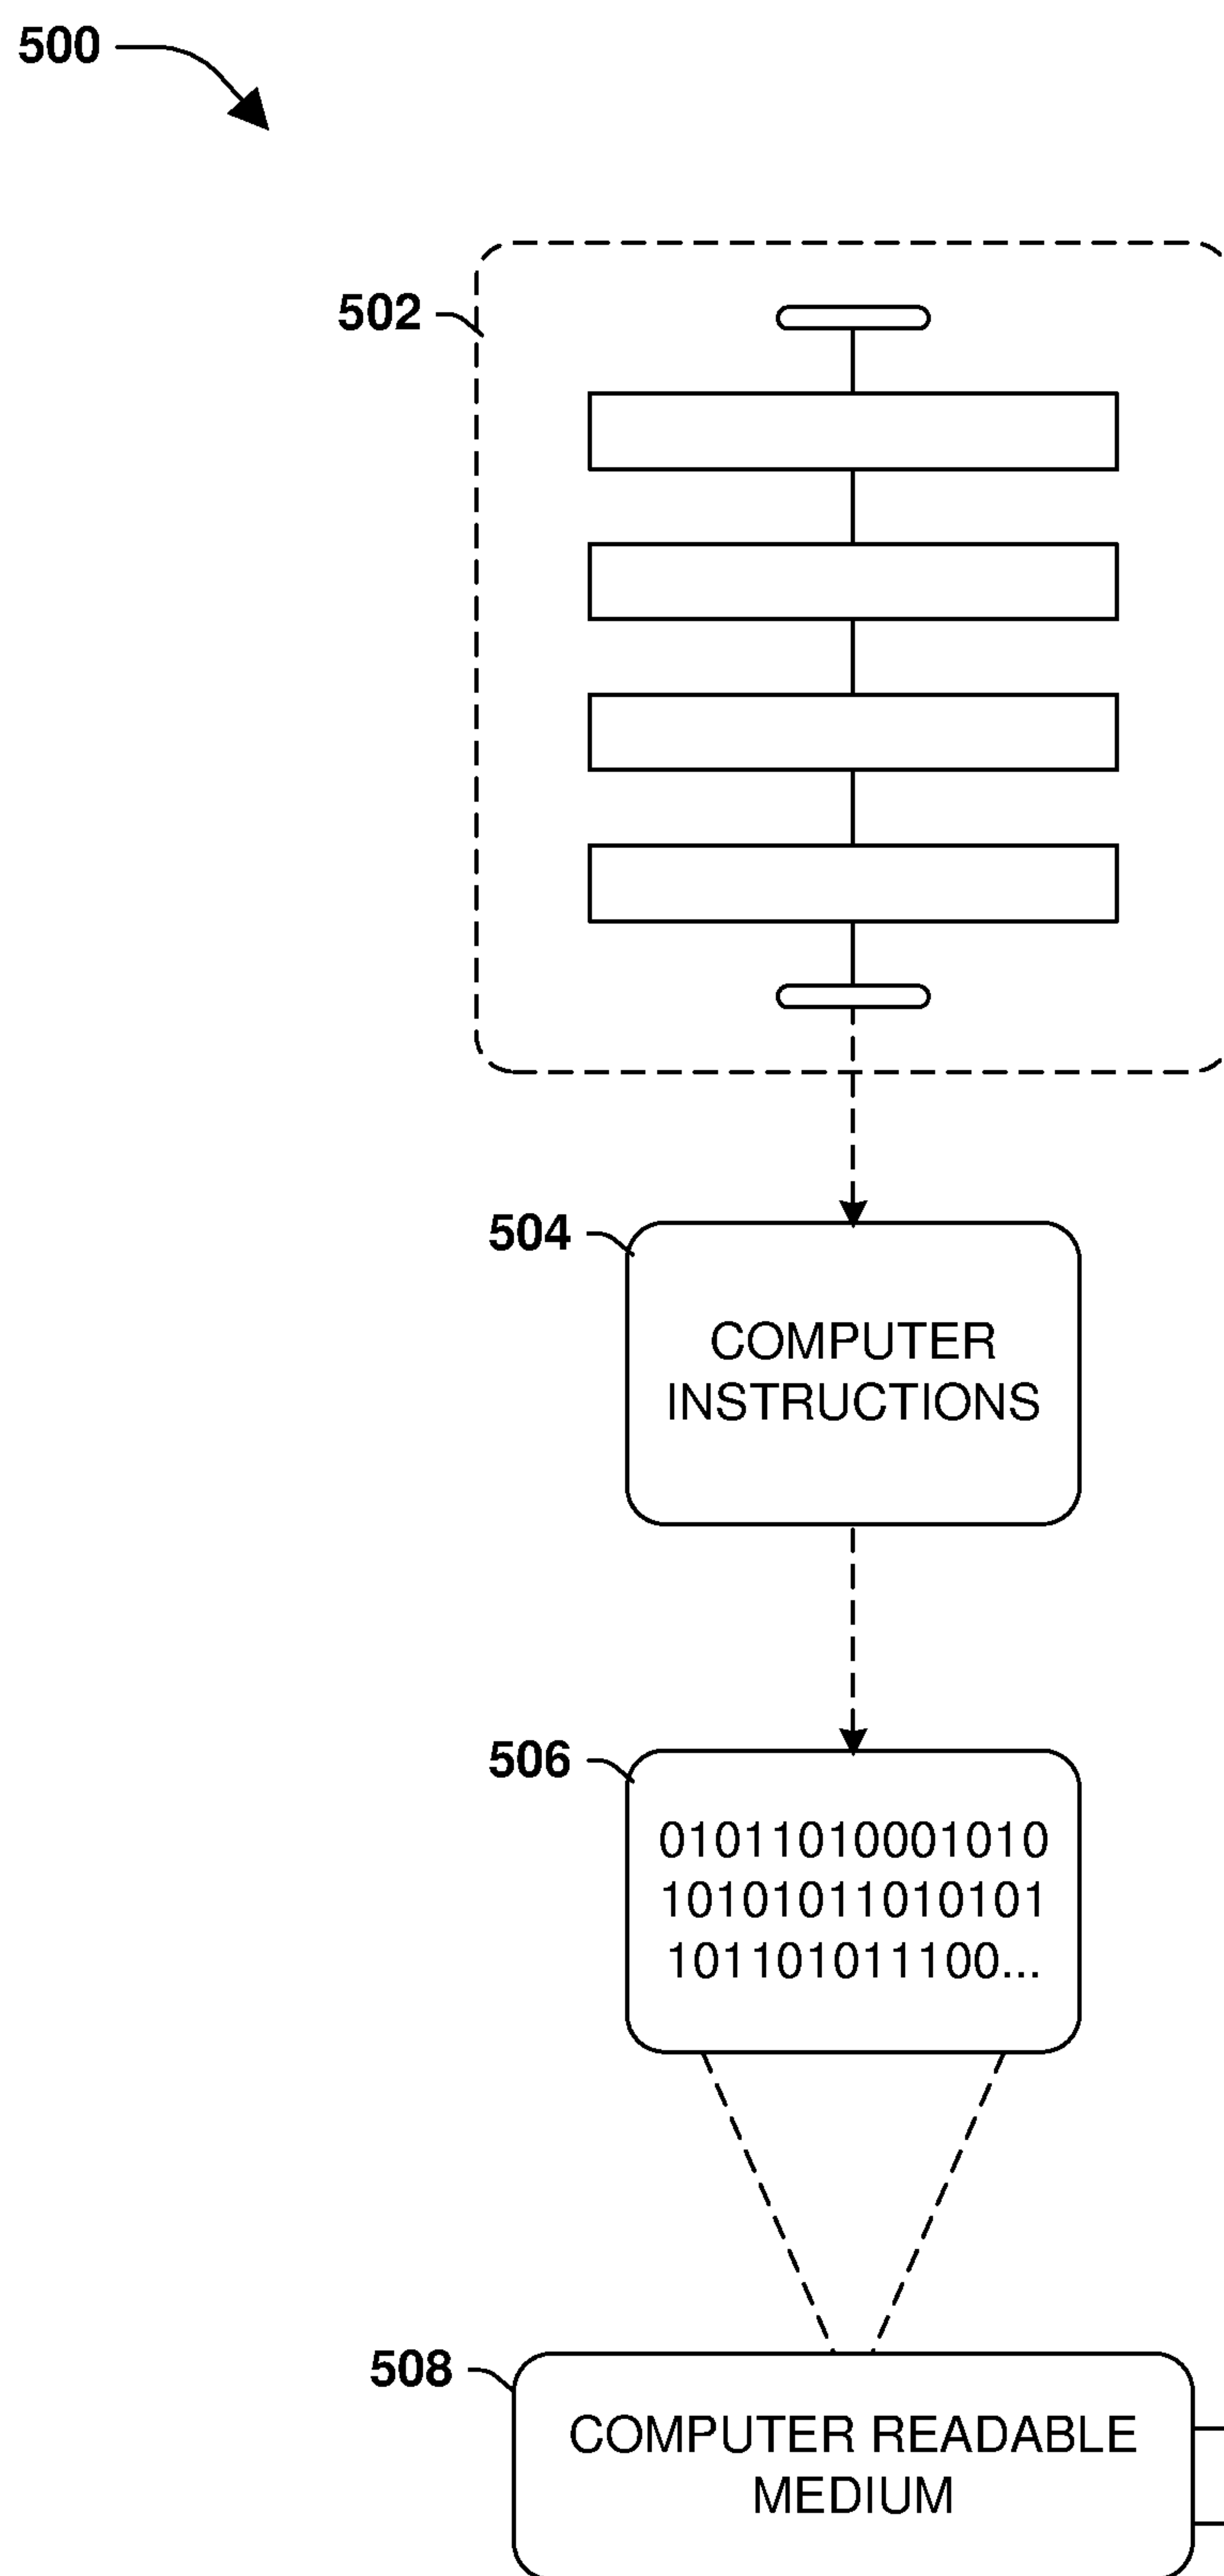 500
502
504
COMPUTER
INSTRUCTIONS
506
01011010001010
10101011010101
101101011100...
508
COMPUTER READABLE
MEDIUM